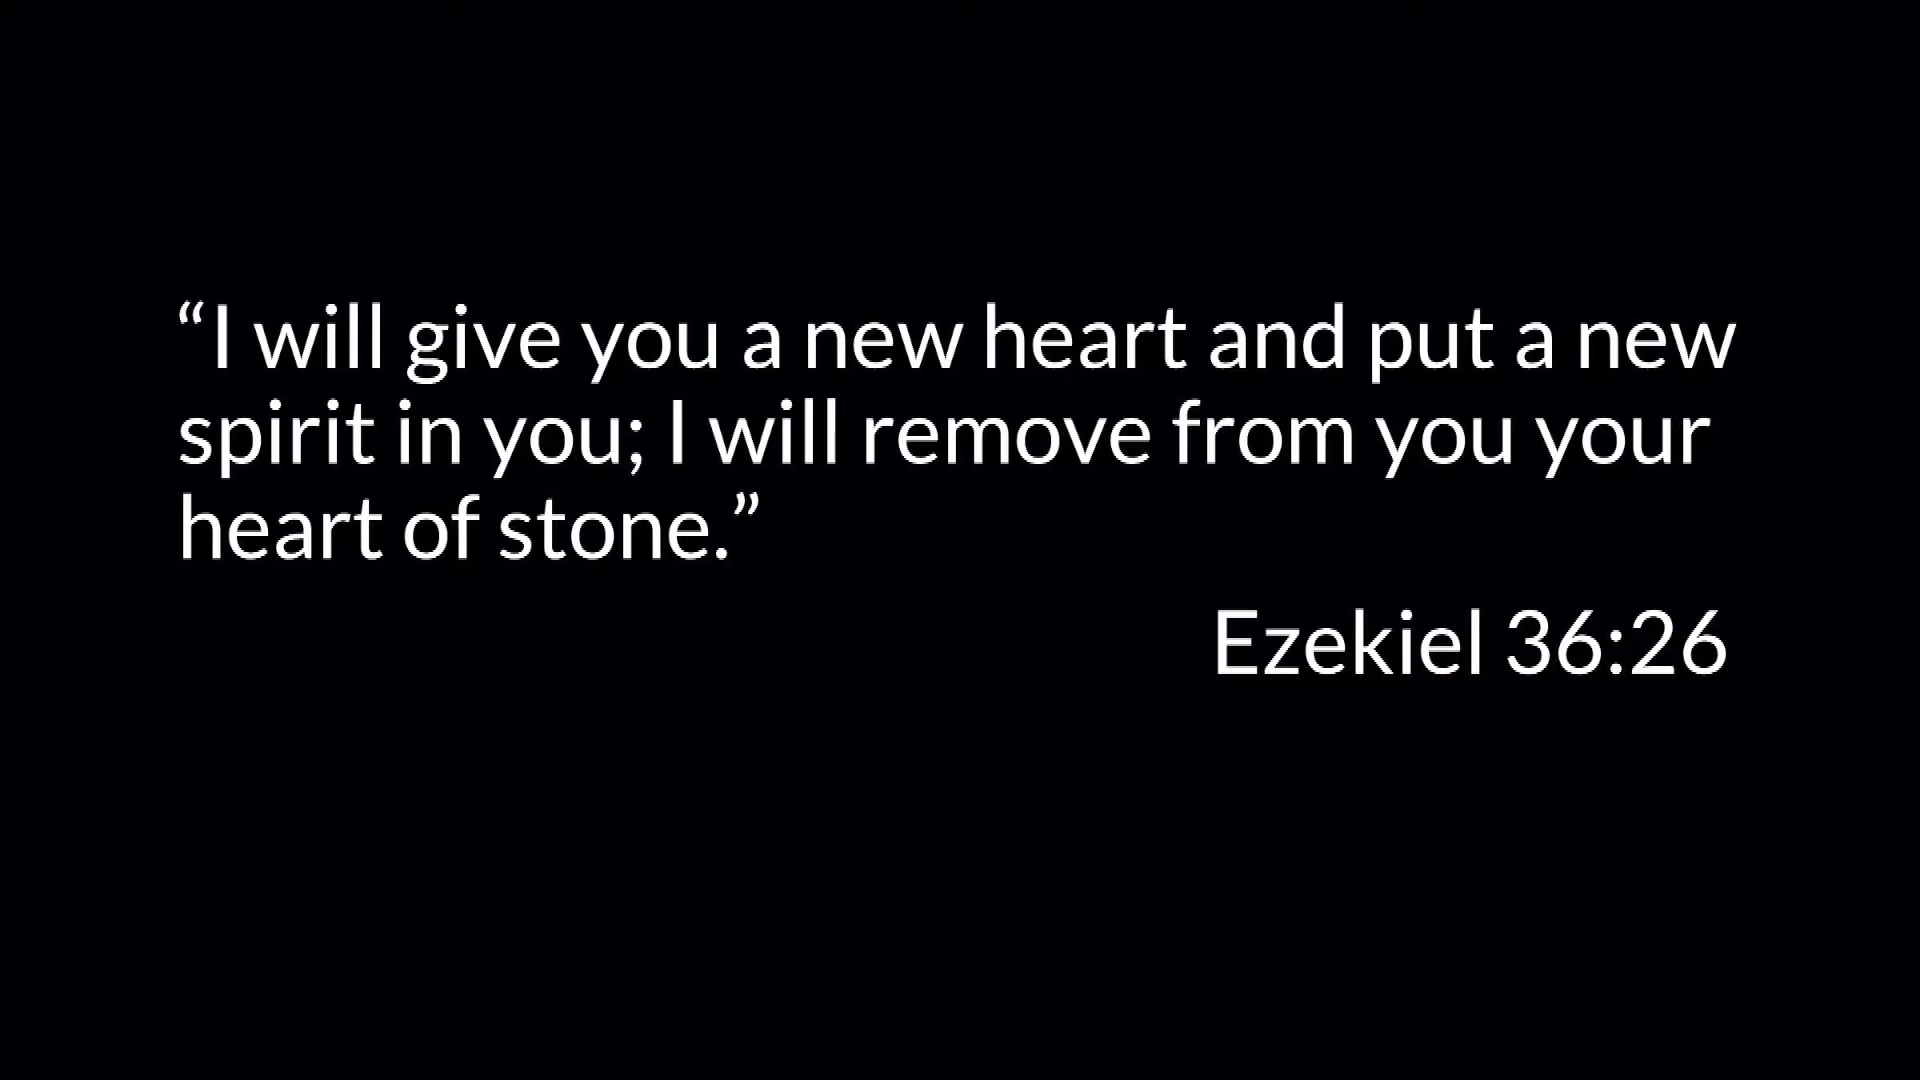 “I will give you a new heart and put a new
spirit in you; I will remove from you your
heart of stone.”
Ezekiel 36:26